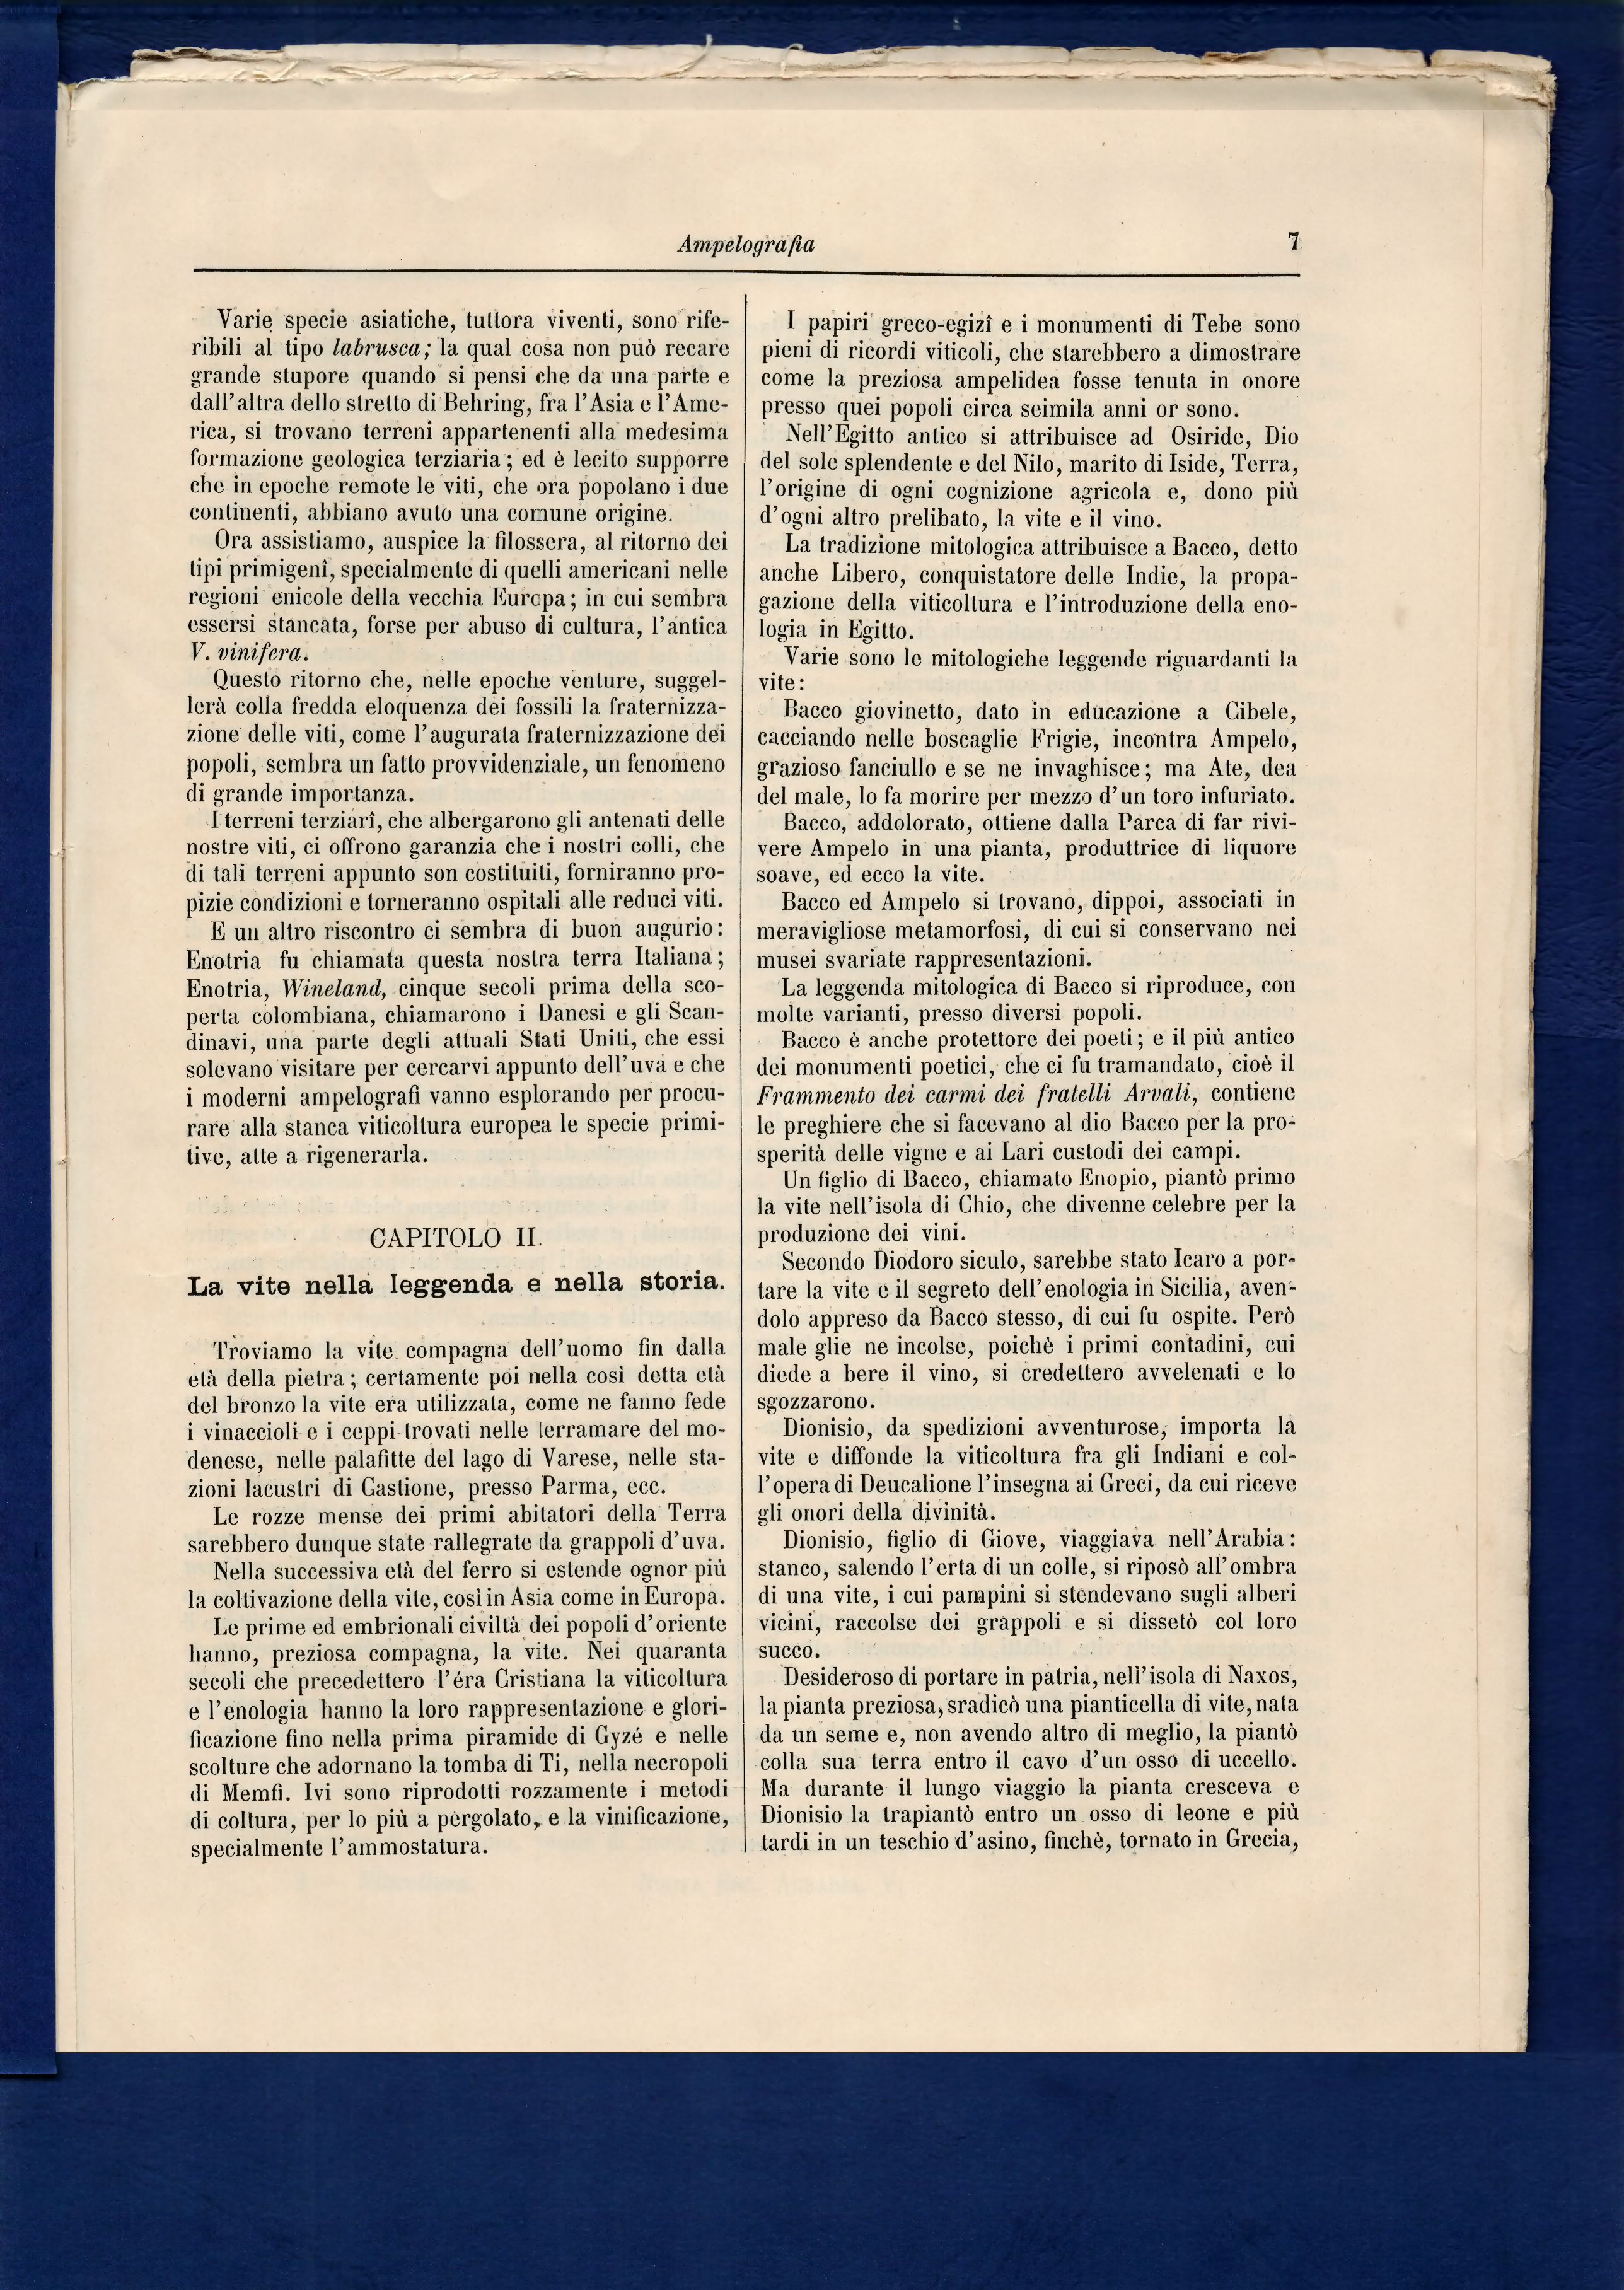 Ampelografia
7
Varie specie asiatiche, tuttora viventi, sono rife-
ribili al tipo labrusca; la qual cosa non può recare
grande stupore quando si pensi che da una parte e
dall'altra dello stretto di Behring, fra l'Asia e l'Ame-
rica, si trovano terreni appartenenti alla medesima
formazione geologica terziaria; ed è lecito supporre
che in epoche remote le viti, che ora popolano i due
continenti, abbiano avuto una comune origine.
Ora assistiamo, auspice la filossera, al ritorno dei
tipi primigenî, specialmente di quelli americani nelle
regioni enicole della vecchia Europa; in cui sembra
essersi stancata, forse per abuso di cultura, l'antica
V. vinifera.
Questo ritorno che, nelle epoche venture, suggel-
lerà colla fredda eloquenza dei fossili la fraternizza-
zione delle viti, come l'augurata fraternizzazione dei
popoli, sembra un fatto provvidenziale, un fenomeno
di grande importanza.
I terreni terziarî, che albergarono gli antenati delle
nostre viti, ci offrono garanzia che i nostri colli, che
di tali terreni appunto son costituiti, forniranno pro-
pizie condizioni e torneranno ospitali alle reduci viti.
E un altro riscontro ci sembra di buon augurio:
Enotria fu chiamata questa nostra terra Italiana;
Enotria, Wineland, cinque secoli prima della sco-
perta colombiana, chiamarono i Danesi e gli Scan-
dinavi, una parte degli attuali Stati Uniti, che essi
solevano visitare per cercarvi appunto dell'uva e che
i moderni ampelografi vanno esplorando per procu-
rare alla stanca viticoltura europea le specie primi-
tive, atte a rigenerarla.
CAPITOLO II.
La vite nella leggenda e nella storia.
Troviamo la vite compagna dell'uomo fin dalla
età della pietra; certamente poi nella così detta età
del bronzo la vite era utilizzata, come ne fanno fede
i vinaccioli e i ceppi trovati nelle terramare del mo-
denese, nelle palafitte del lago di Varese, nelle sta-
zioni lacustri di Castione, presso Parma, ecc.
Le rozze mense dei primi abitatori della Terra
sarebbero dunque state rallegrate da grappoli d'uva.
Nella successiva età del ferro si estende ognor più
la coltivazione della vite, così in Asia come in Europa.
Le prime ed embrionali civiltà dei popoli d'oriente
hanno, preziosa compagna, la vite. Nei quaranta
secoli che precedettero l'éra Cristiana la viticoltura
e l'enologia hanno la loro rappresentazione e glori-
ficazione fino nella prima piramide di Gyzé e nelle
scolture che adornano la tomba di Ti, nella necropoli
di Memfi. Ivi sono riprodotti rozzamente i metodi
di coltura, per lo più a pergolato, e la vinificazione,
specialmente l'ammostatura.
I papiri greco-egizî e i monumenti di Tebe sono
pieni di ricordi viticoli, che starebbero a dimostrare
come la preziosa ampelidea fosse tenuta in onore
presso quei popoli circa seimila anni or sono.
Nell'Egitto antico si attribuisce ad Osiride, Dio
del sole splendente e del Nilo, marito di Iside, Terra,
l'origine di ogni cognizione agricola e, dono più
d'ogni altro prelibato, la vite e il vino.
La tradizione mitologica attribuisce a Bacco, detto
anche Libero, conquistatore delle Indie, la propa-
gazione della viticoltura e l'introduzione della eno-
logia in Egitto.
Varie sono le mitologiche leggende riguardanti la
vite:
Bacco giovinetto, dato in educazione a Cibele,
cacciando nelle boscaglie Frigie, incontra Ampelo,
grazioso fanciullo e se ne invaghisce; ma Ate, dea
del male, lo fa morire per mezzo d'un toro infuriato.
Bacco, addolorato, ottiene dalla Parca di far rivi-
vere Ampelo in una pianta, produttrice di liquore
soave, ed ecco la vite.
Bacco ed Ampelo si trovano, dippoi, associati in
meravigliose metamorfosi, di cui si conservano nei
musei svariate rappresentazioni.
La leggenda mitologica di Bacco si riproduce, con
molte varianti, presso diversi popoli.
Bacco è anche protettore dei poeti; e il più antico
dei monumenti poetici, che ci fu tramandato, cioè il
Frammento dei carmi dei fratelli Arvali, contiene
le preghiere che si facevano al dio Bacco per la pro-
sperità delle vigne e ai Lari custodi dei campi.
Un figlio di Bacco, chiamato Enopio, piantò primo
la vite nell'isola di Chio, che divenne celebre per la
produzione dei vini.
Secondo Diodoro siculo, sarebbe stato Icaro a por-
tare la vite e il segreto dell'enologia in Sicilia, aven-
dolo appreso da Bacco stesso, di cui fu ospite. Però
male glie ne incolse, poichè i primi contadini, cui
diede a bere il vino, si credettero avvelenati e lo
sgozzarono.
Dionisio, da spedizioni avventurose, importa la
vite e diffonde la viticoltura fra gli Indiani e col-
l'opera di Deucalione l'insegna ai Greci, da cui riceve
gli onori della divinità.
Dionisio, figlio di Giove, viaggiava nell'Arabia:
stanco, salendo l'erta di un colle, si riposò all'ombra
di una vite, i cui pampini si stendevano sugli alberi
vicini, raccolse dei grappoli e si dissetò col loro
succo.
Desideroso di portare in patria, nell'isola di Naxos,
la pianta preziosa, sradicò una pianticella di vite, nata
da un seme e, non avendo altro di meglio, la piantò
colla sua terra entro il cavo d'un osso di uccello.
Ma durante il lungo viaggio la pianta cresceva e
Dionisio la trapiantò entro un osso di leone e più
tardi in un teschio d'asino, finchè, tornato in Grecia,